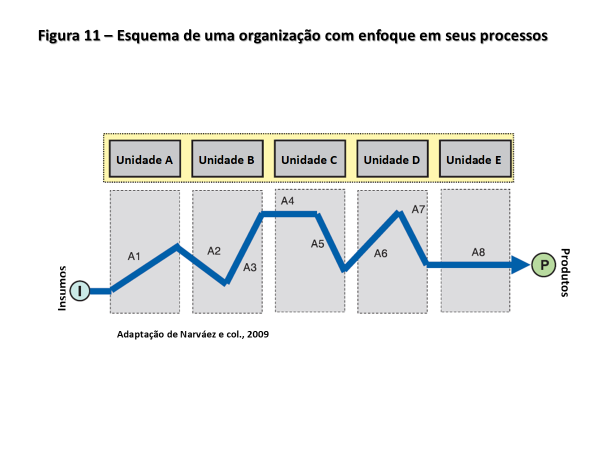 Figura 11 – Esquema de uma organização com enfoque em seus processos
Unidade A
Unidade B
Unidade C
Unidade D
Unidade E
A1
A2
A3
A4
A5
A6
A7
A8
Insumos
I
P
Produtos
Adaptação de Narváez e col., 2009